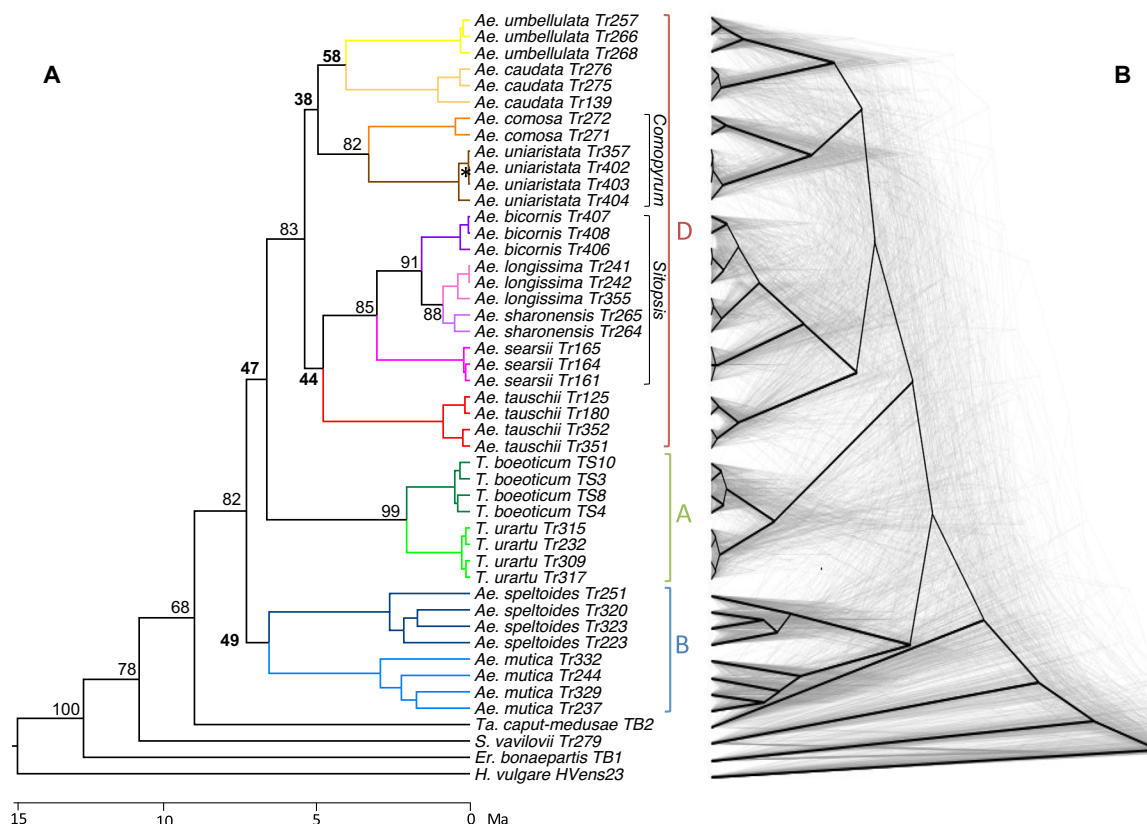 A
B
Ae. umbellulata Tr257
Ae. umbellulata Tr266
Ae. umbellulata Tr268
Ae. caudata Tr276
Ae. caudata Tr275
Ae. caudata Tr139
Ae. comosa Tr272
Ae. comosa Tr271
Ae. uniaristata Tr357
Ae. uniaristata Tr402
Ae. uniaristata Tr403
Ae. uniaristata Tr404
Ae. bicornis Tr407
Ae. bicornis Tr408
Ae. bicornis Tr406
Ae. longissima Tr241
Ae. longissima Tr242
Ae. longissima Tr355
Ae. sharonensis Tr265
Ae. sharonensis Tr264
Ae. searsii Tr165
Ae. searsii Tr164
Ae. searsii Tr161
Ae. tauschii Tr125
Ae. tauschii Tr180
Ae. tauschii Tr352
Ae. tauschii Tr351
T. boeoticum TS10
T. boeoticum TS3
T. boeoticum TS8
T. boeoticum TS4
T. urartu Tr315
T. urartu Tr232
T. urartu Tr309
T. urartu Tr317
Ae. speltoides Tr251
Ae. speltoides Tr320
Ae. speltoides Tr323
Ae. speltoides Tr223
Ae. mutica Tr332
Ae. mutica Tr244
Ae. mutica Tr329
Ae. mutica Tr237
Ta. caput-medusae TB2
S. vavilovii Tr279
Er. bonaepartis TB1
H. vulgare HVens23
58
38
82
*
83
91
88
85
44
47
99
82
49
68
78
100
Comopyrum
Sitopsis
D
A
B
15 10 5 0 Ma